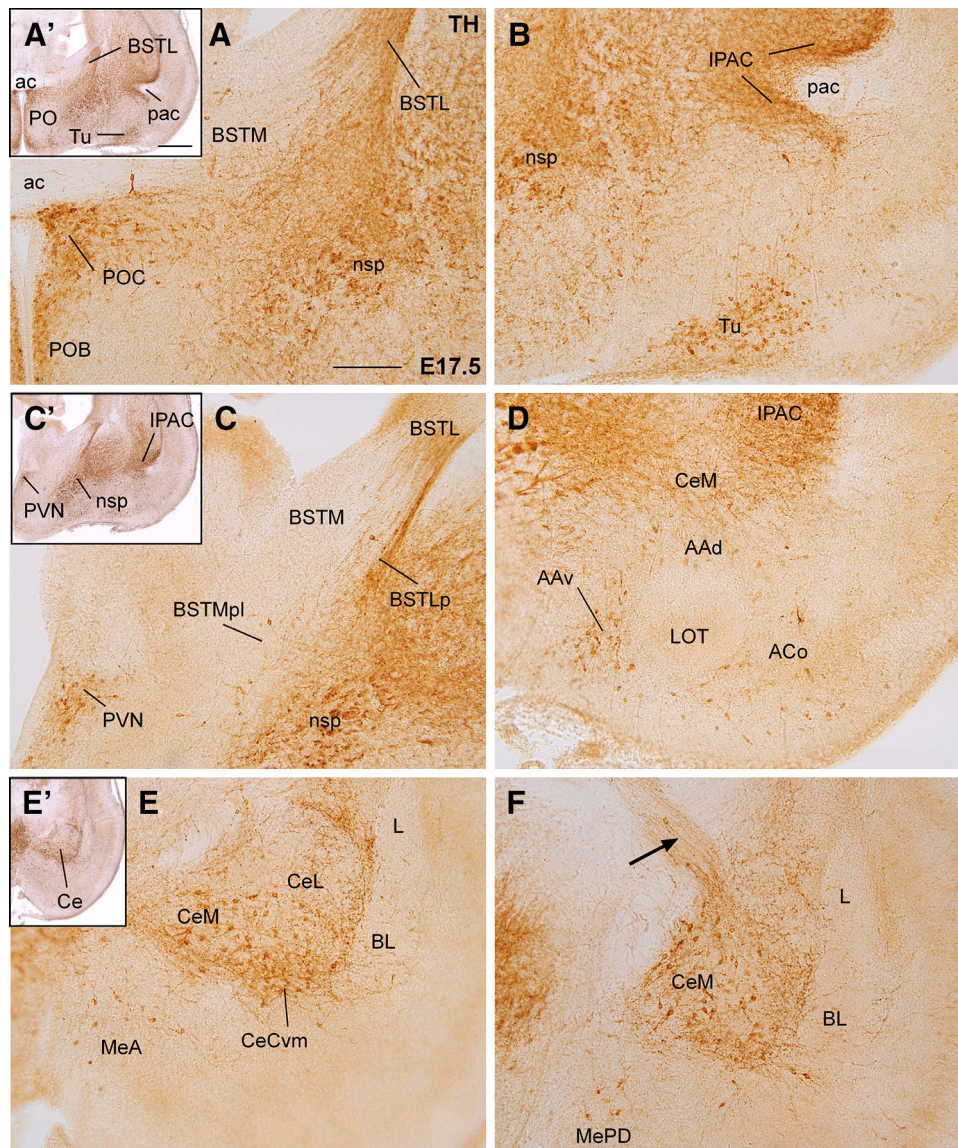 A'
BSTL
ac
PO
pac
Tu
A
TH
BSTL
BSTM
ac
POC
nsp
POB
E17.5
B
IPAC
pac
nsp
Tu
C'
IPAC
PVN
nsp
C
BSTL
BSTM
BSTLp
BSTMpl
PVN
nsp
D
IPAC
CeM
AAd
AAv
LOT
ACo
E'
Ce
E
L
CeL
CeM
BL
CeCvm
MeA
F
L
CeM
BL
MePD